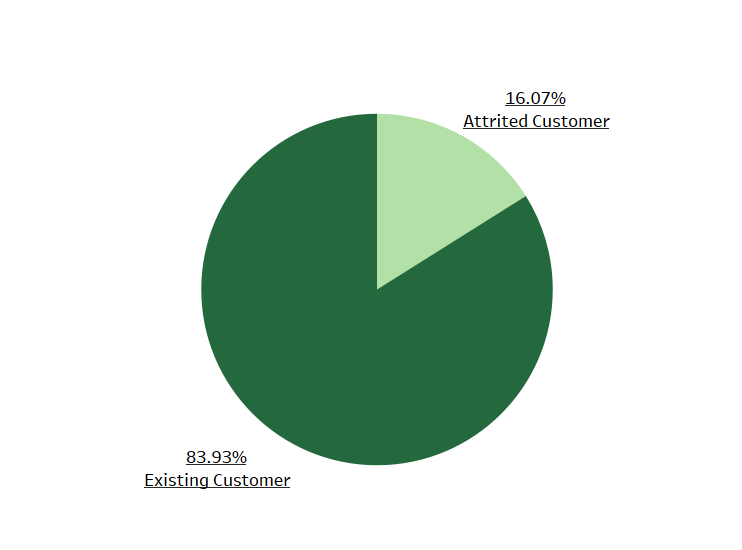 16.07%
Attrited Customer
83.93%
Existing Customer